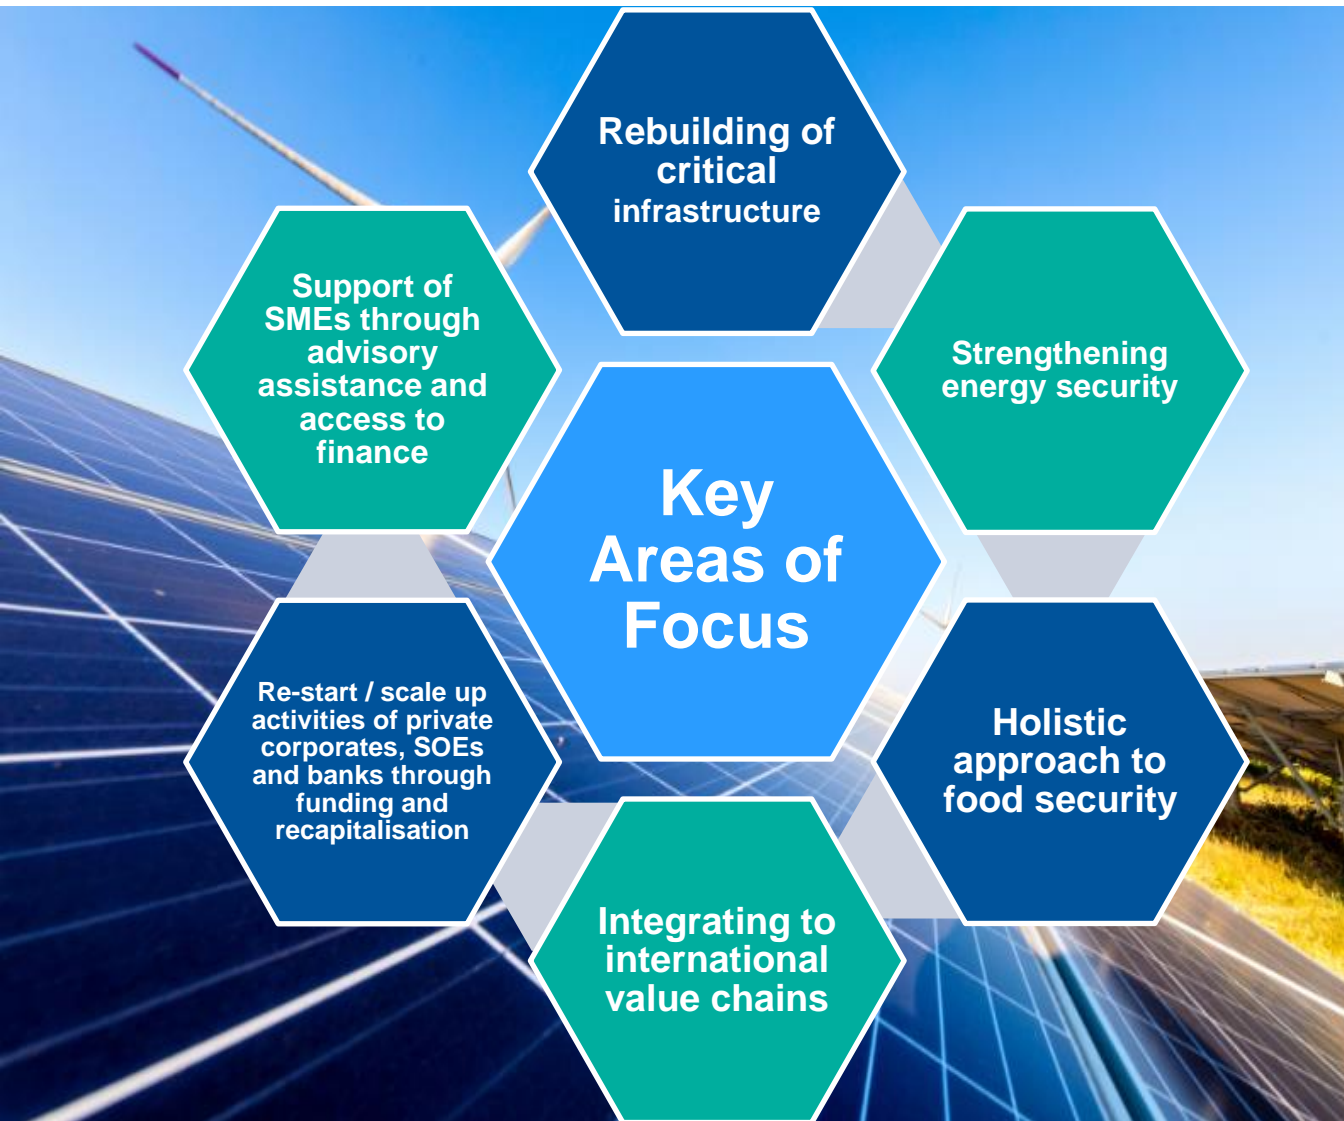 Rebuilding of
critical
infrastructure
Strengthening
energy security
Holistic
approach to
food security
Integrating to
international
value chains
Re-start / scale up
activities of private
corporates, SOEs
and banks through
funding and
recapitalisation
Support of
SMEs through
advisory
assistance and
access to
finance
Key
Areas of
Focus